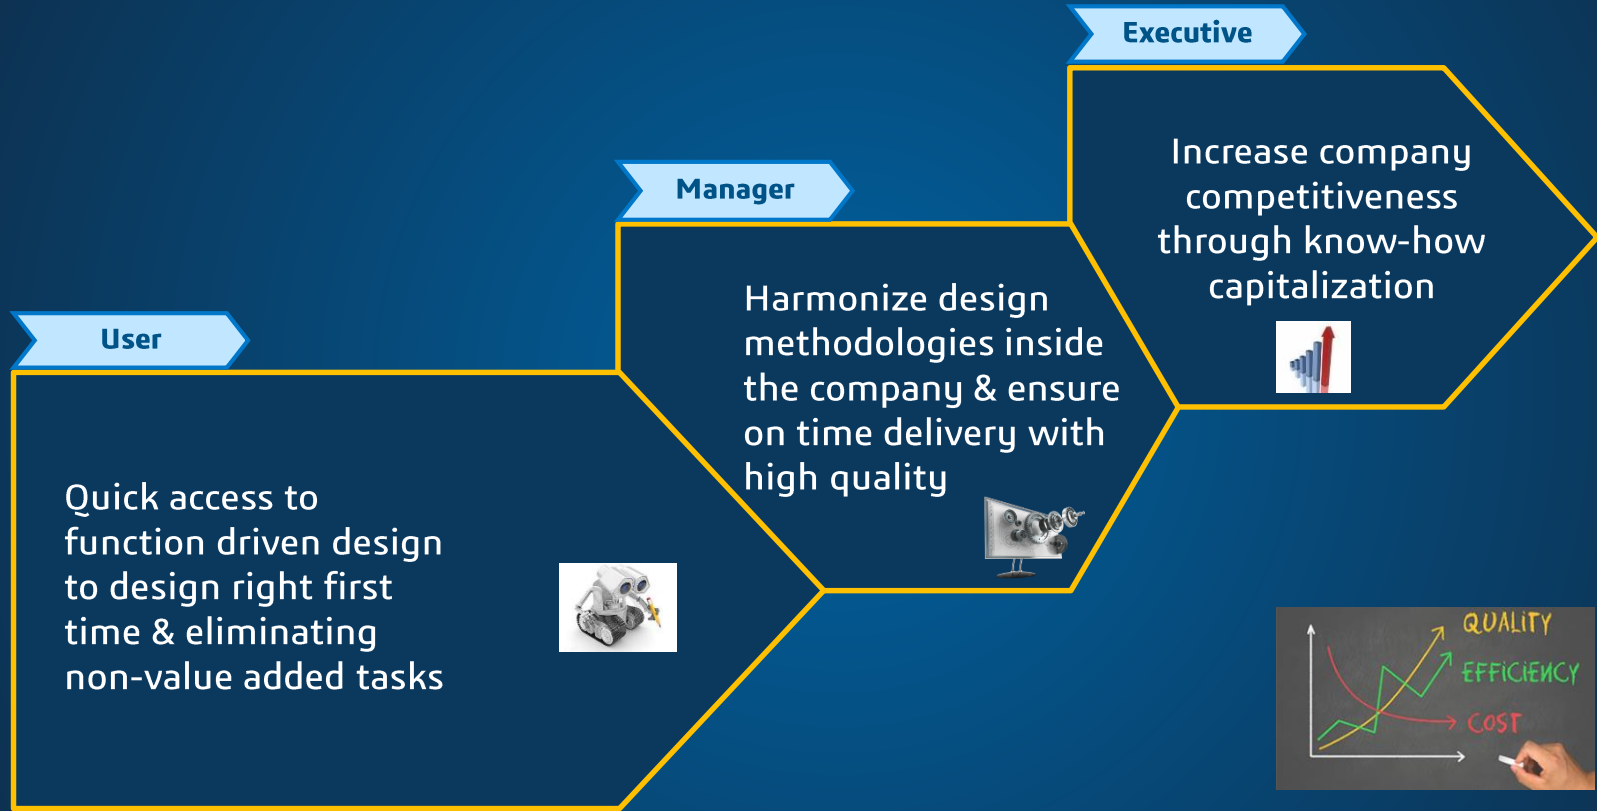 Executive
Increase company
competitiveness
through know-how
capitalization
Manager
Harmonize design
methodologies inside
the company & ensure
on time delivery with
high quality
User
Quick access to
function driven design
to design right first
time & eliminating
non-value added tasks
QUALITY
EFFICIENCY
COST